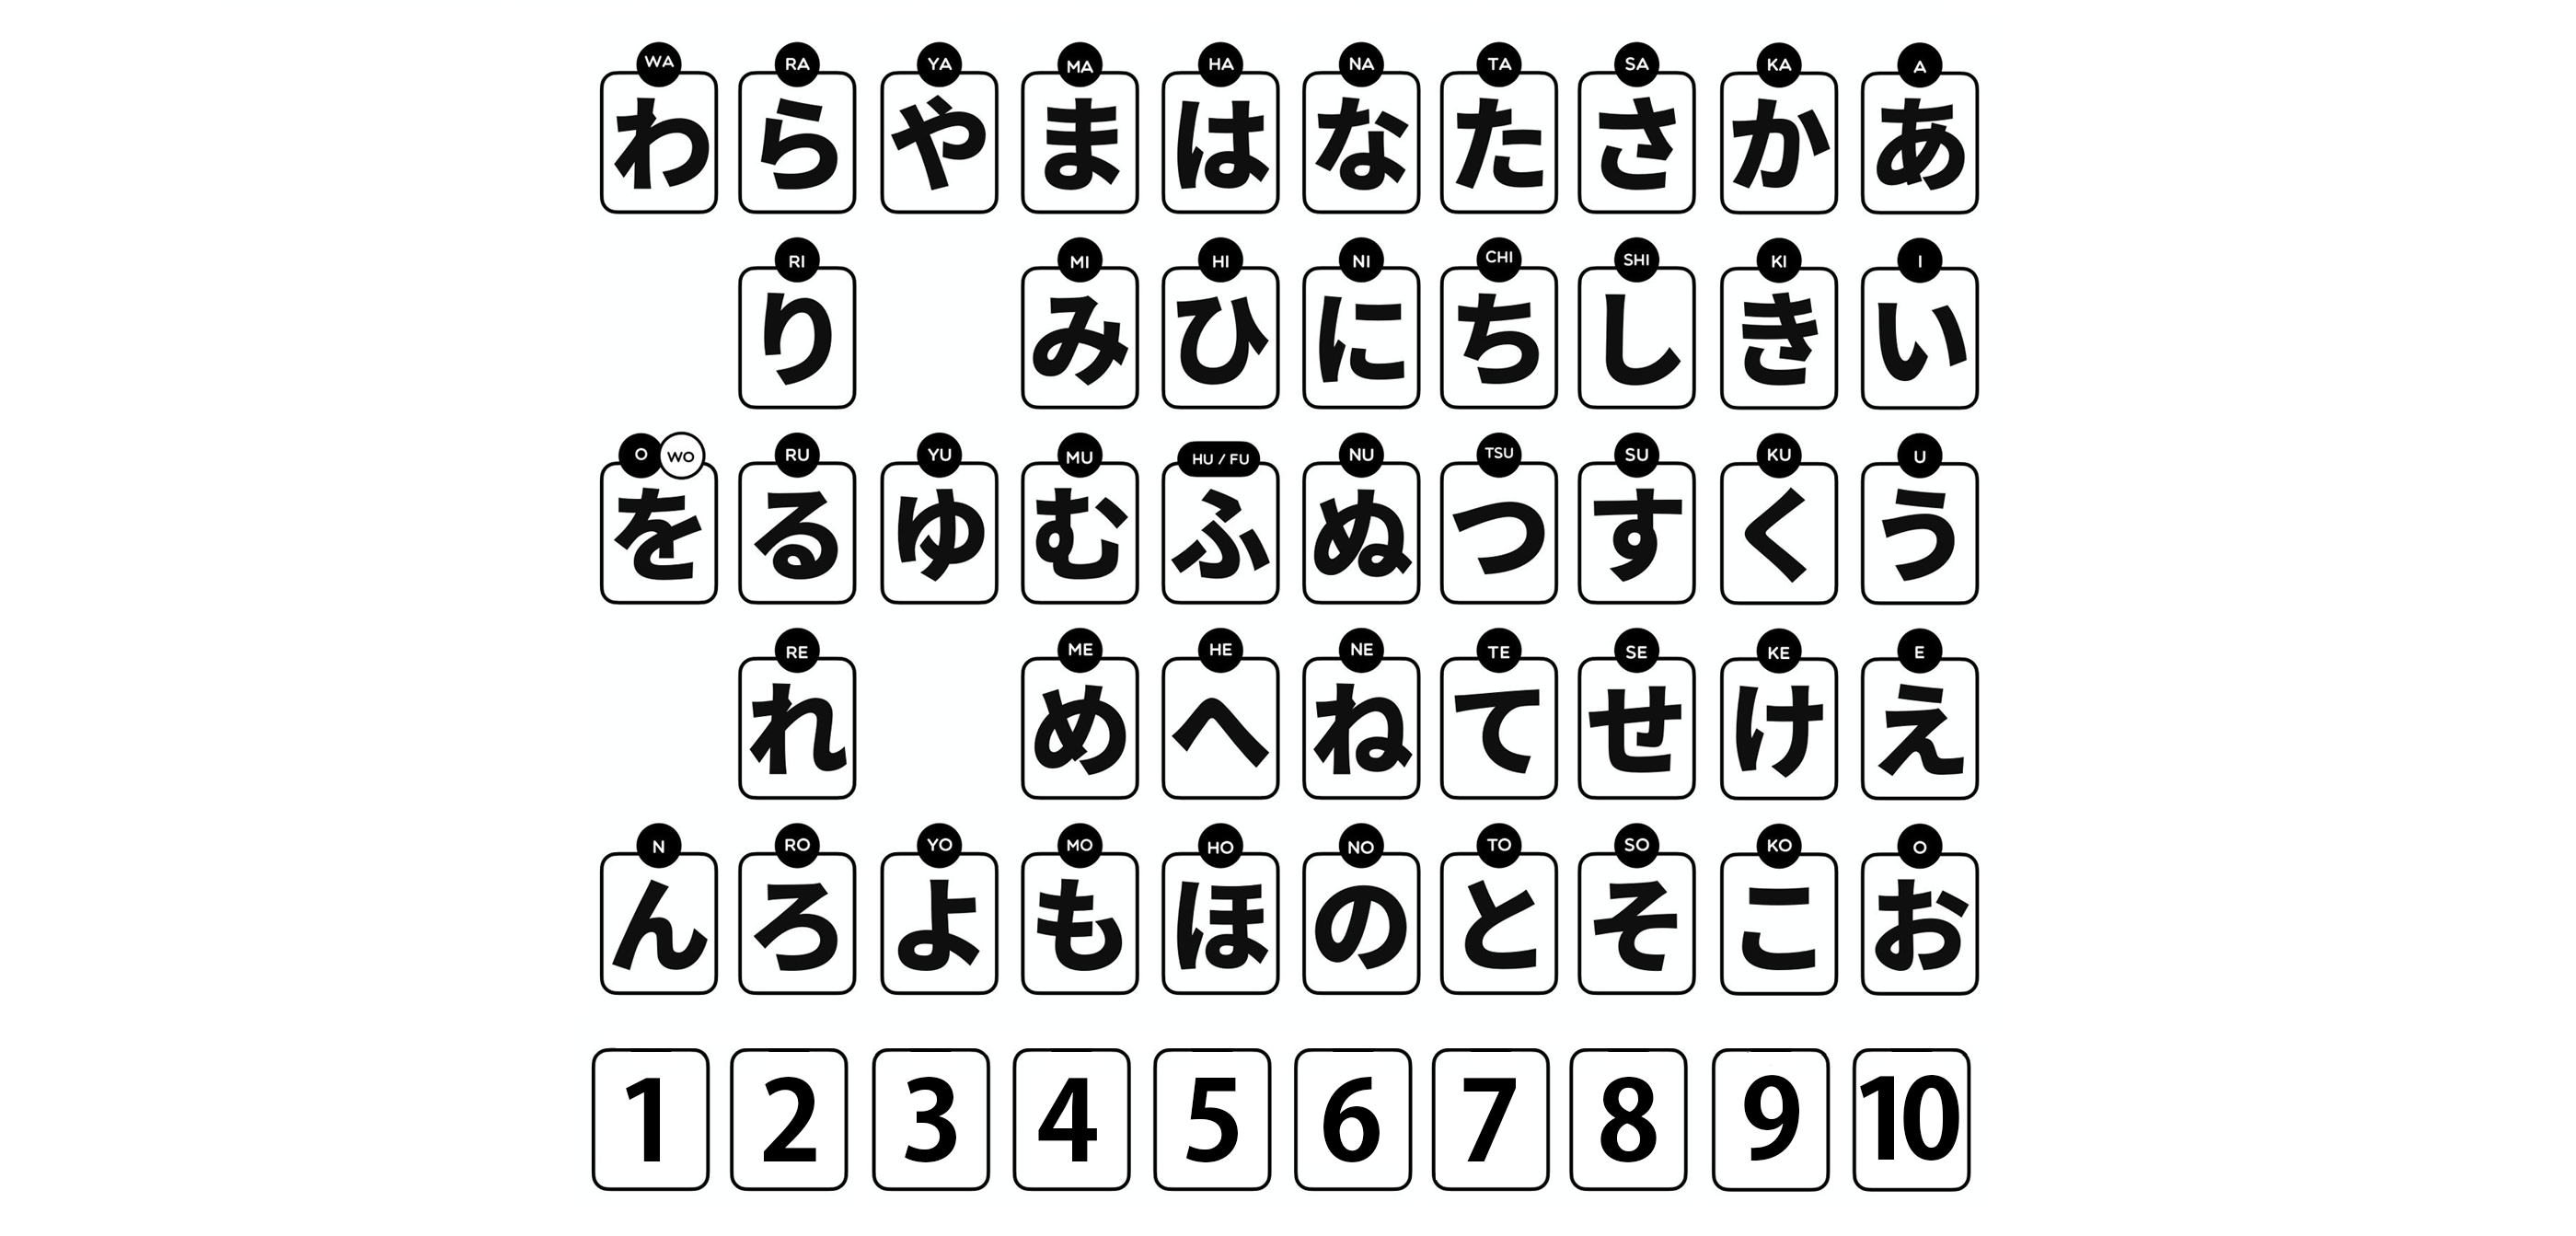 WA RA YA MA HA NA TA SA KA A
わ ら や ま は な た さ か あ
RI MI HI NI CHI SHI KI I
り み ひ に ち し き い
O WO RU YU MU HU / FU NU TSU SU KU U
を る ゆ む ふ ぬ つ す く う
RE ME HE NE TE SE KE E
れ め へ ね て せ け え
N RO YO MO HO NO TO SO KO O
ん ろ よ も ほ の と そ こ お
1 2 3 4 5 6 7 8 9 10